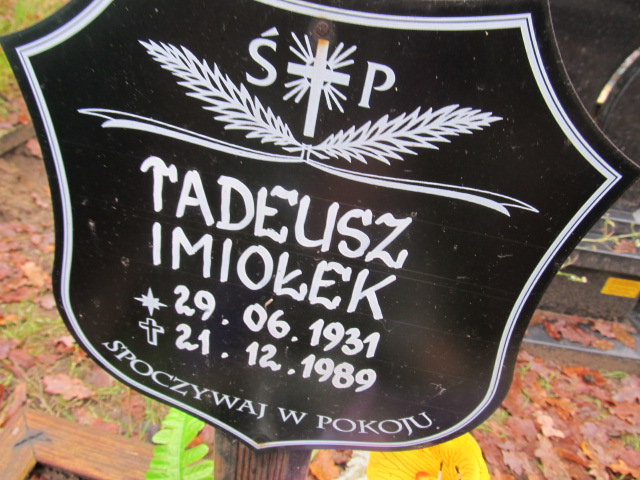 Ś P
TADEUSZ
IMIOŁEK
29.06.1931
21.12.1989
SPOCZYWAJ W POKOJU